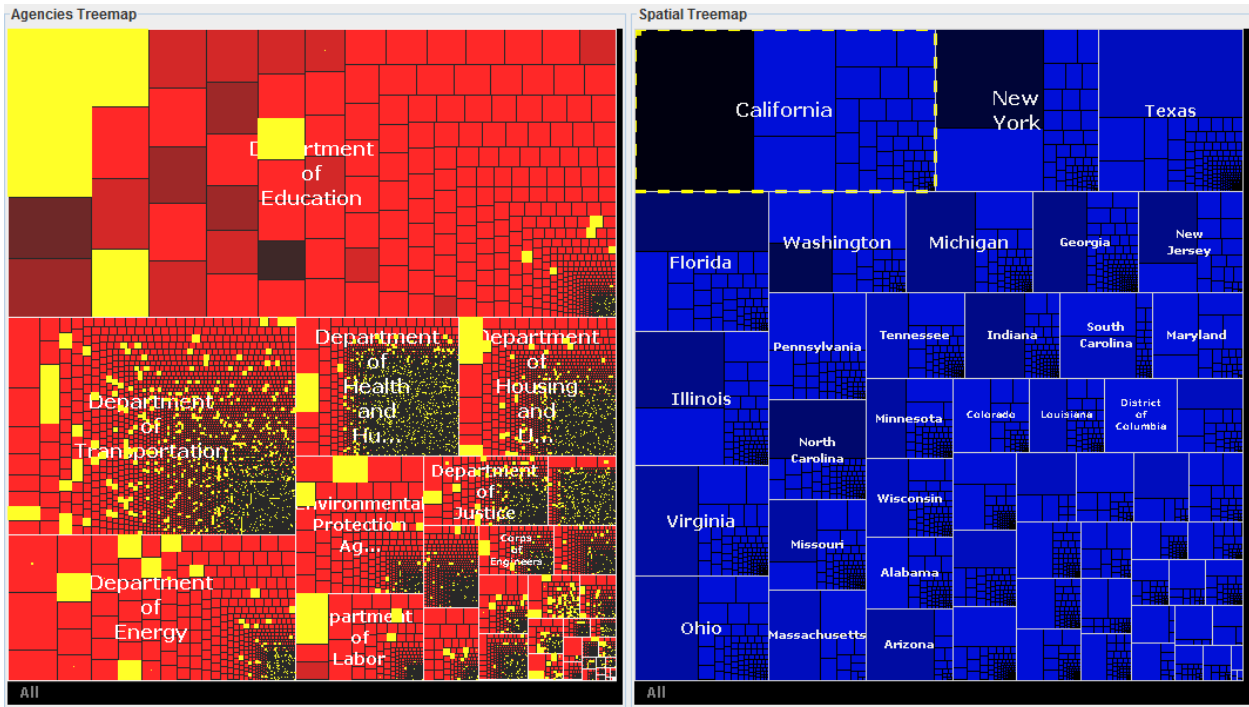 Agencies Treemap
Department
of
Education
Department
of
Transportation
Department
of
Health
and
Hu...
Department
of
Housing
and
U...
Environmental
Protection
Ag...
Department
of
Justice
Corps
of
Engineers
Department
of
Energy
partment
of
Labor
All
Spatial Treemap
California
New
York
Texas
Florida
Washington
Michigan
Georgia
New
Jersey
Illinois
Pennsylvania
Tennessee
Indiana
South
Carolina
Maryland
North
Carolina
Minnesota
Colorado
Louisiana
District
of
Columbia
Virginia
Missouri
Wisconsin
Alabama
Ohio
Massachusetts
Arizona
All